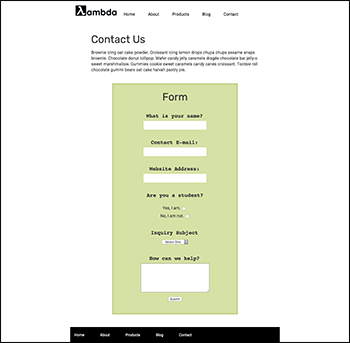 λambda
Home About Products Blog Contact
Contact Us
Brownie icing oat cake powder. Croissant icing lemon drops chupa chups sesame snaps
brownie. Chocolate donut lollipop. Wafer candy jelly caramels dragée chocolate bar jelly-o
sweet marshmallow. Gummies cookie sweet caramels candy canes croissant. Tootsie roll
chocolate gummi bears oat cake halvah pastry pie.
Form
What is your name?
Contact E-mail:
Website Address:
Are you a student?
Yes, I am.
No, I am not.
Inquiry Subject
Select One
How can we help?
Submit
Home About Products Blog Contact